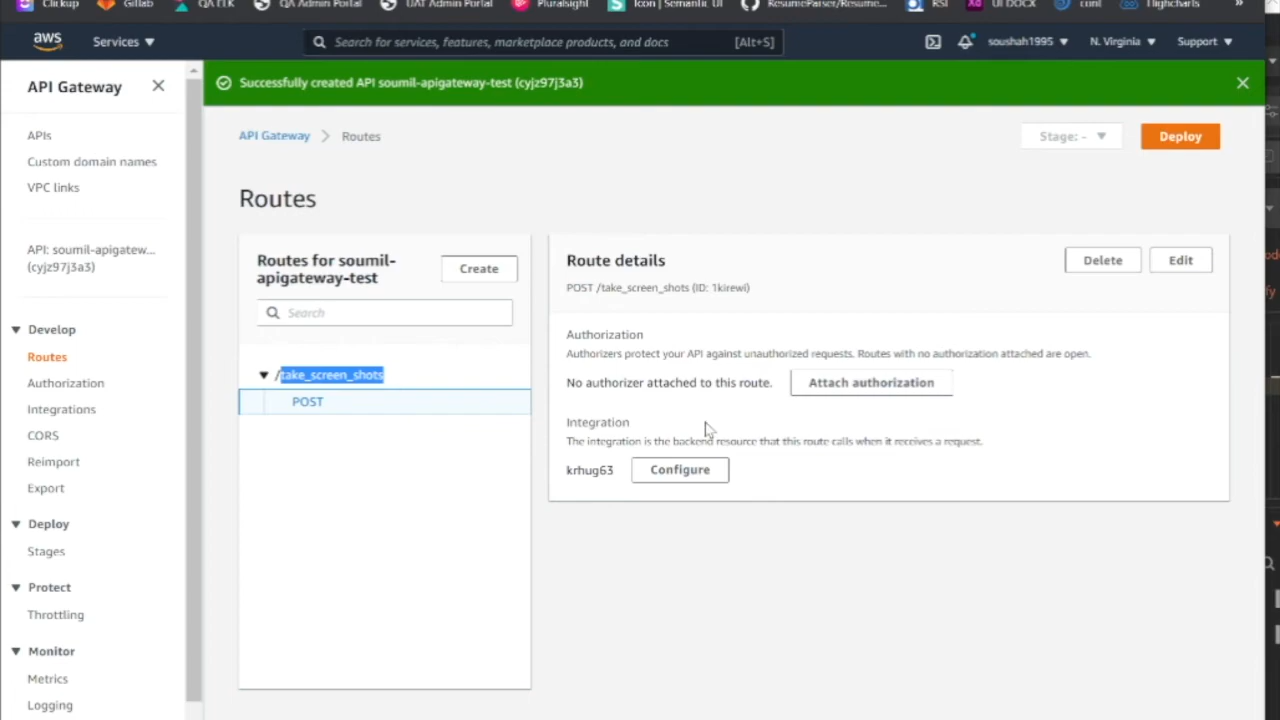 Clickup Gitlab QA ELK QA Admin Portal UAT Admin Portal Pluralsight Icon | Semantic UI ResumeParser/Resume... RSI UI DOCX conf Highcharts »
aws Services ▼ Search for services, features, marketplace products, and docs [Alt+S] soushah1995 ▼ N. Virginia ▼ Support ▼
API Gateway
APIs
Custom domain names
VPC links
API: soumil-apigatew...
(cyjz97j3a3)
Develop
Routes
Authorization
Integrations
CORS
Reimport
Export
Deploy
Stages
Protect
Throttling
Monitor
Metrics
Logging
Successfully created API soumil-apigateway-test (cyjz97j3a3)
API Gateway > Routes
Stage: -
Deploy
Routes
Routes for soumil-
apigateway-test
Create
Search
/take_screen_shots
POST
Route details
Delete
Edit
POST /take_screen_shots (ID: 1kirewi)
Authorization
Authorizers protect your API against unauthorized requests. Routes with no authorization attached are open.
No authorizer attached to this route.
Attach authorization
Integration
The integration is the backend resource that this route calls when it receives a request.
krhug63
Configure